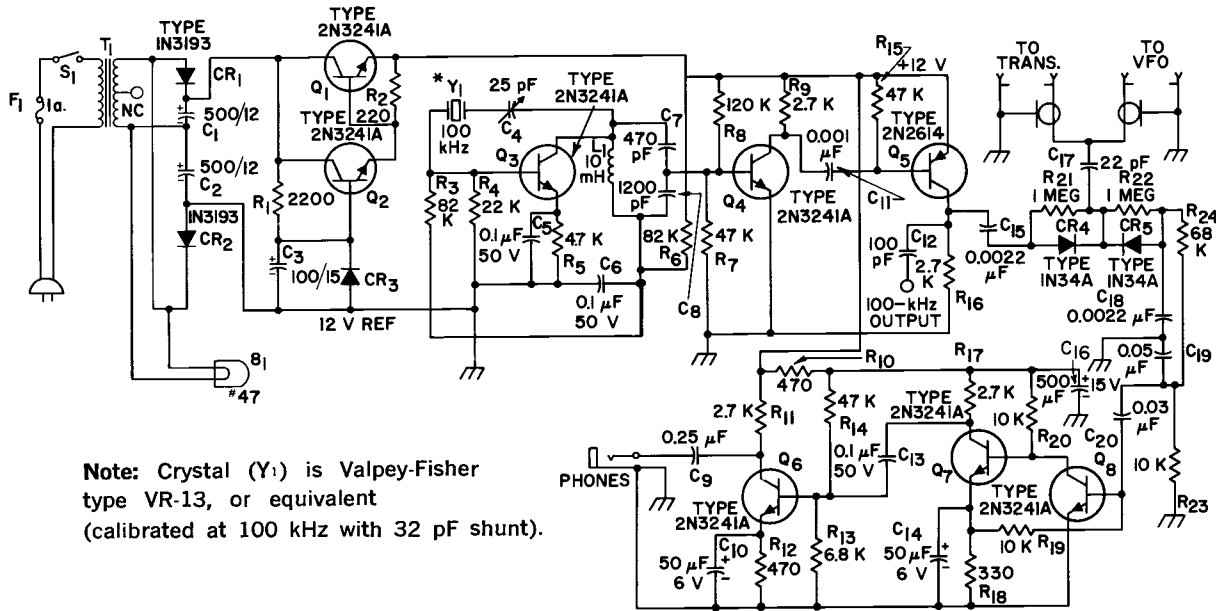 TYPE
1N3193
T1
S1
F1
1a.
NC
CR1
500/12
C1
500/12
C2
1N3193
CR2
B1
#47
TYPE
2N3241A
Q1
R2
220
TYPE
2N3241A
Q2
R1
2200
C3
100/15
CR3
12 V REF
* Y1
100
kHz
25 pF
C4
TYPE
2N3241A
Q3
R3
82
K
R4
22 K
C5
0.1 µF
50 V
4.7 K
R5
C6
0.1 µF
50 V
L1
10
mH
C7
470
pF
1200
pF
C8
82 K
R6
47 K
R7
120 K
R8
R9
2.7 K
Q4
TYPE
2N3241A
0.001
µF
C11
R15
+12 V
47 K
TYPE
2N2614
Q5
100
pF
C12
2.7
K
R16
100-kHz
OUTPUT
C15
0.0022
µF
TO
TRANS.
TO
VFO
C17
22 pF
R21
1 MEG
R22
1 MEG
CR4
CR5
TYPE
1N34A
TYPE
1N34A
R24
68
K
C18
0.0022 µF
0.05
µF
C19
R10
470
R11
2.7 K
0.25 µF
C9
PHONES
Q6
TYPE
2N3241A
C10
50 µF
6 V
R12
470
R13
6.8 K
47 K
R14
0.1 µF
50 V
C13
R17
2.7 K
TYPE
2N3241A
Q7
C14
50 µF
6 V
330
R18
10 K
R19
10 K
R20
TYPE
2N3241A
Q8
C16
500
µF
15 V
0.03
µF
C20
10 K
R23
Note: Crystal (Y1) is Valpey-Fisher
type VR-13, or equivalent
(calibrated at 100 kHz with 32 pF shunt).